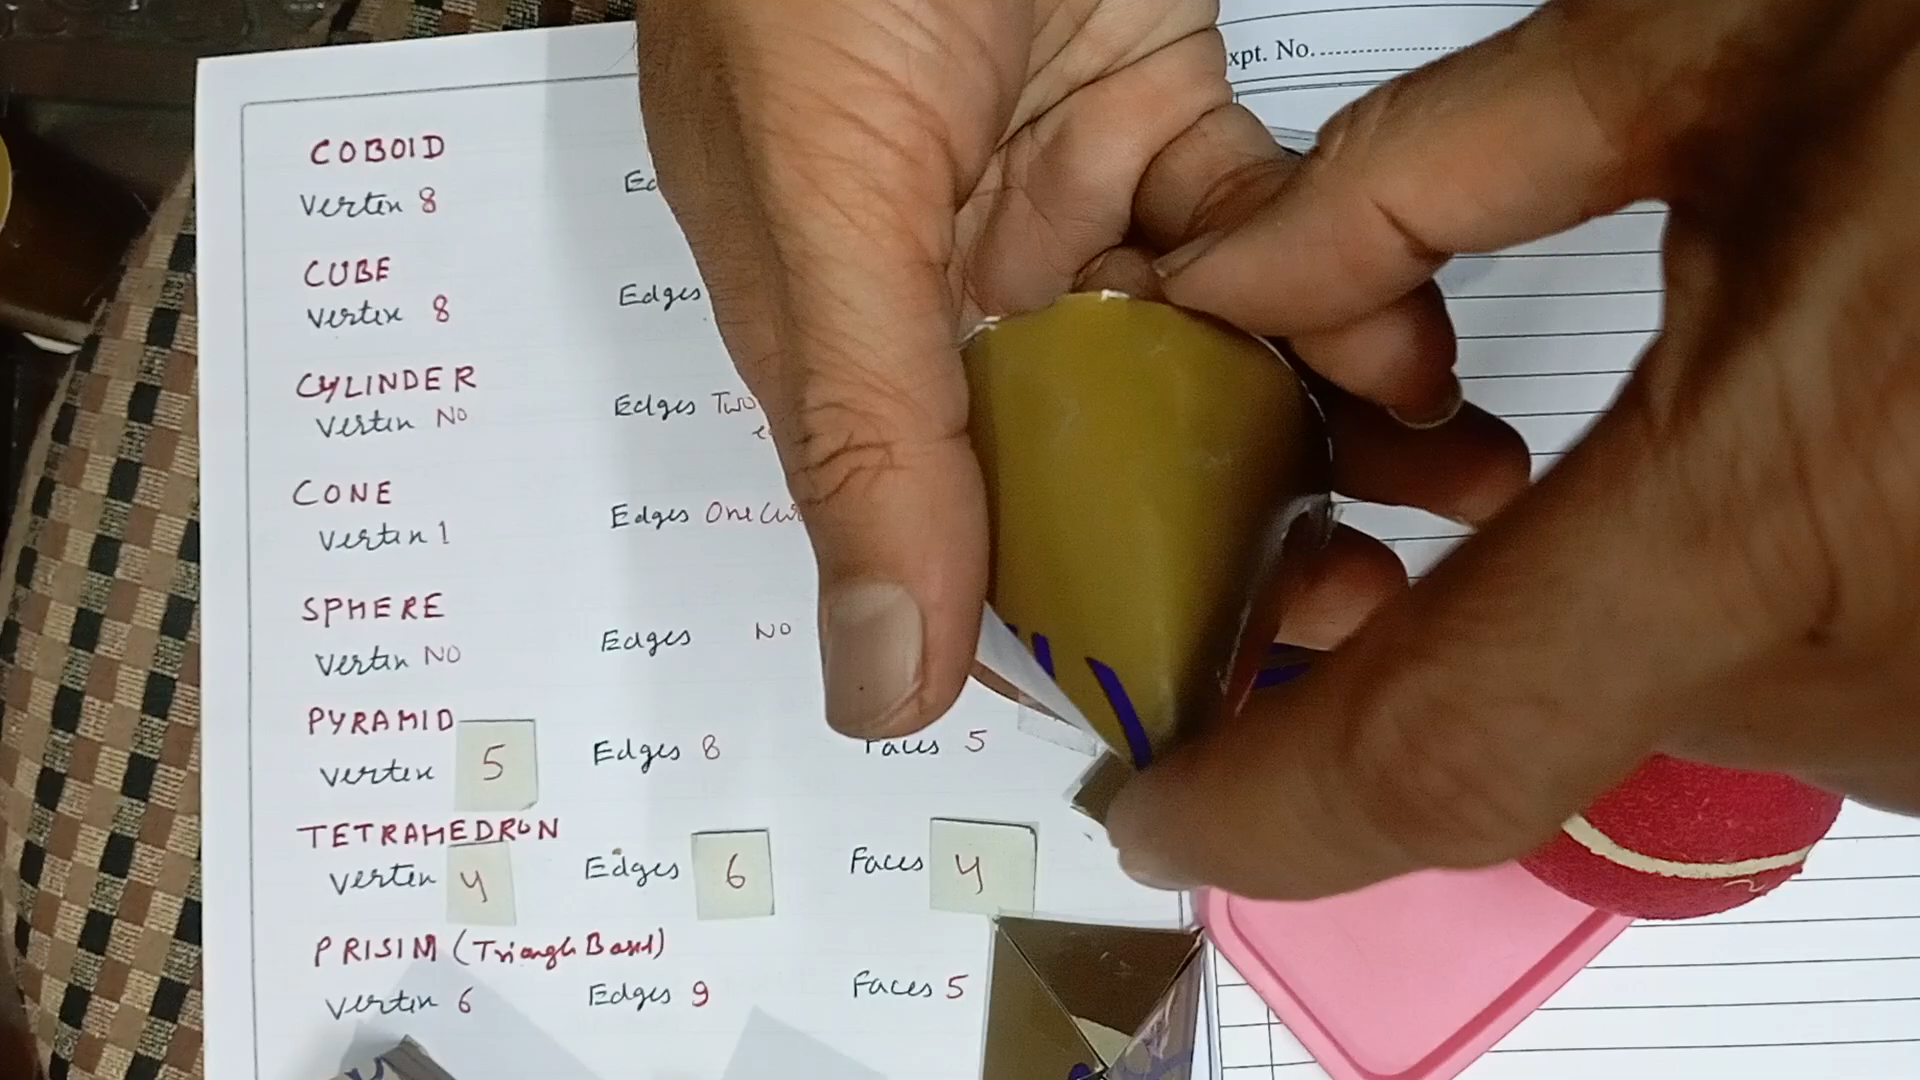 xpt. No.
COBOID
Vertex 8
CUBE
Vertex 8 Edges
CYLINDER
Vertex No Edges Two
CONE
Vertex 1 Edges One
SPHERE
Vertex NO Edges NO
PYRAMID
Vertex 5 Edges 8 Faces 5
TETRAHEDRON
Vertex 4 Edges 6 Faces 4
PRISIM (Triangle Based)
Vertex 6 Edges 9 Faces 5